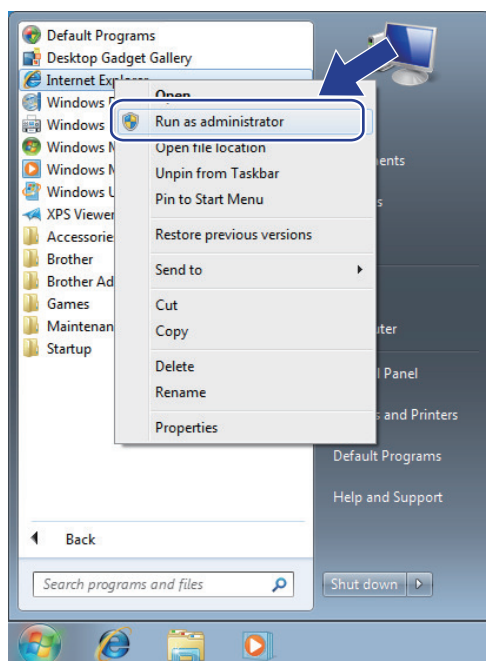 Default Programs
Desktop Gadget Gallery
Internet Explorer
Windows
Windows
Windows
Windows
Windows
XPS Viewer
Accessorie
Brother
Brother Ad
Games
Maintenan
Startup
Back
Search programs and files
Open
Run as administrator
Open file location
Unpin from Taskbar
Pin to Start Menu
Restore previous versions
Send to
Cut
Copy
Delete
Rename
Properties
ents
s
uter
l Panel
s and Printers
Default Programs
Help and Support
Shut down